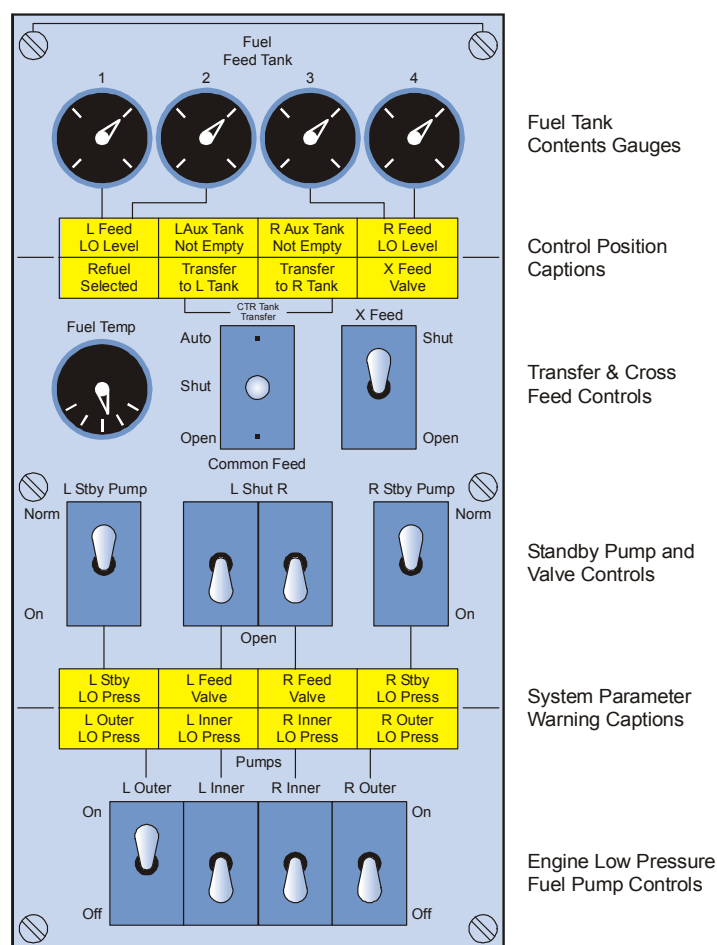 Fuel
Feed Tank
1 2 3 4
Fuel Tank
Contents Gauges
L Feed
LO Level
LAux Tank
Not Empty
R Aux Tank
Not Empty
R Feed
LO Level
Refuel
Selected
Transfer
to L Tank
Transfer
to R Tank
X Feed
Valve
Control Position
Captions
CTR Tank
Transfer
Fuel Temp
Auto
Shut
Open
X Feed
Shut
Open
Transfer & Cross
Feed Controls
Common Feed
L Stby Pump
L Shut R
R Stby Pump
Norm
On
Norm
On
Open
Standby Pump and
Valve Controls
L Stby
LO Press
L Feed
Valve
R Feed
Valve
R Stby
LO Press
L Outer
LO Press
L Inner
LO Press
R Inner
LO Press
R Outer
LO Press
System Parameter
Warning Captions
Pumps
L Outer
L Inner
R Inner
R Outer
On
Off
On
Off
Engine Low Pressure
Fuel Pump Controls